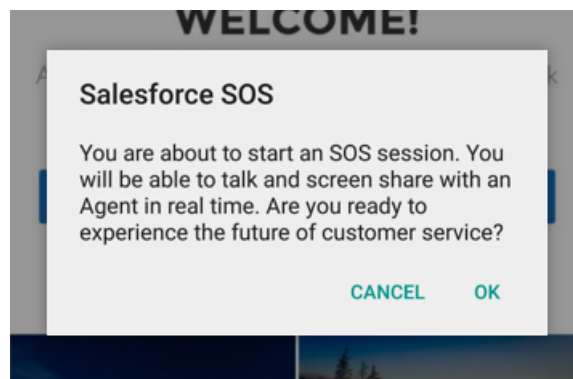 WELCOME!
Salesforce SOS
You are about to start an SOS session. You
will be able to talk and screen share with an
Agent in real time. Are you ready to
experience the future of customer service?
CANCEL OK